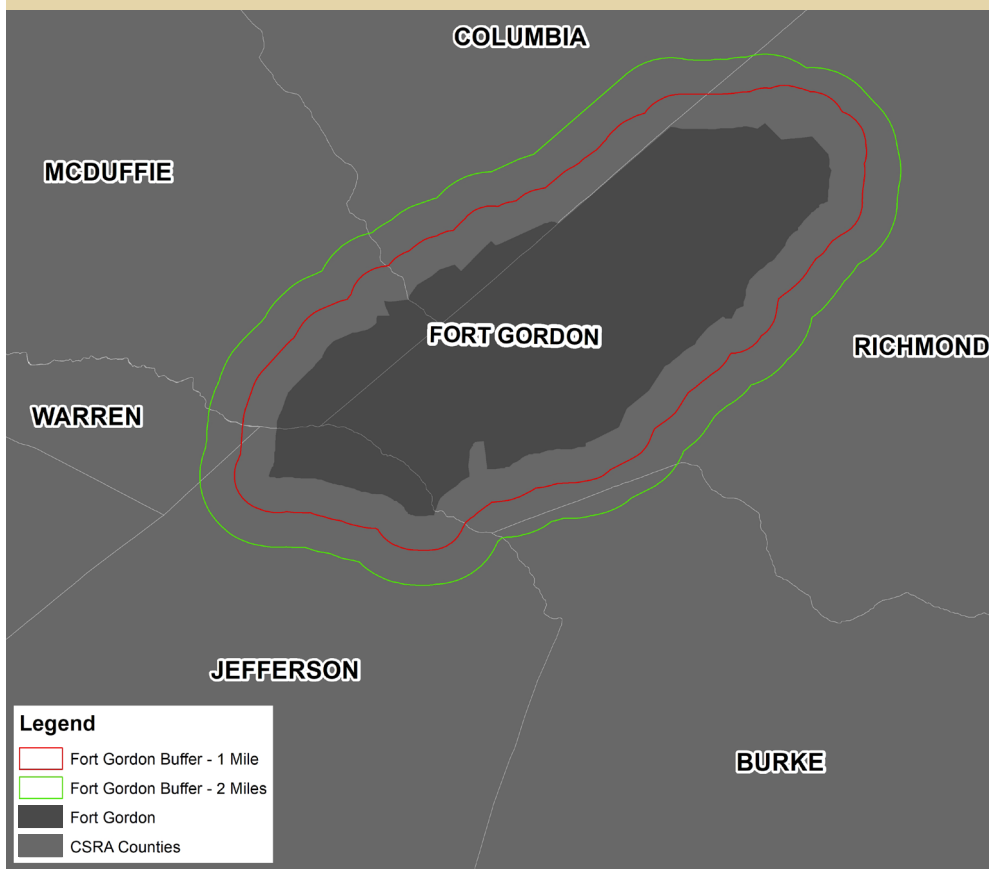 COLUMBIA
MCDUFFIE
FORT GORDON
RICHMOND
WARREN
JEFFERSON
BURKE
Legend
Fort Gordon Buffer - 1 Mile
Fort Gordon Buffer - 2 Miles
Fort Gordon
CSRA Counties